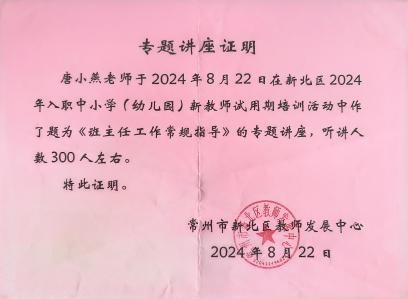 专题讲座证明
唐小燕老师于2024年8月22日在新北区2024
年入职中小学（幼儿园）新教师试用期培训活动中作
了题为《班主任工作常规指导》的专题讲座，听讲人
数300人左右。
特此证明。
常州市新北区教师发展中心
2024年8月22日